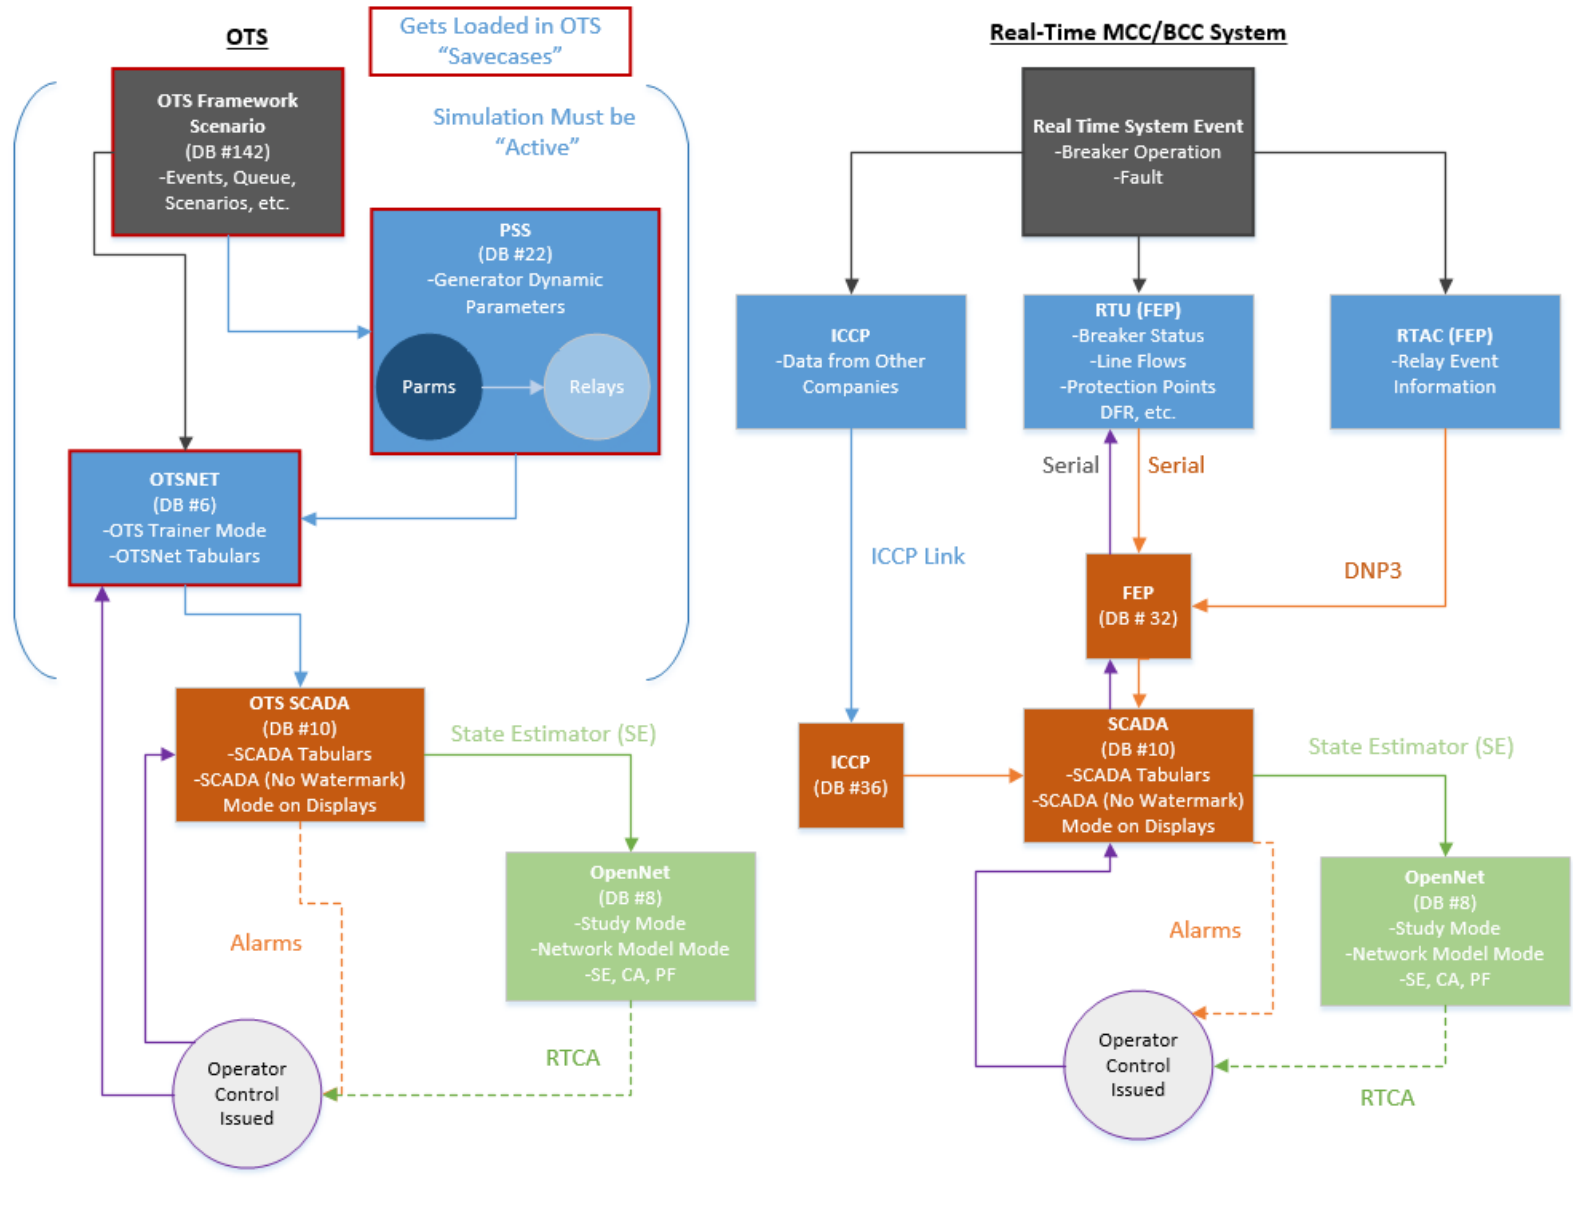 OTS
Gets Loaded in OTS
“Savecases”
Simulation Must be
“Active”
OTS Framework
Scenario
(DB #142)
-Events, Queue,
Scenarios, etc.
PSS
(DB #22)
-Generator Dynamic
Parameters
Parms
Relays
OTSNET
(DB #6)
-OTS Trainer Mode
-OTSNet Tabulars
OTS SCADA
(DB #10)
-SCADA Tabulars
-SCADA (No Watermark)
Mode on Displays
State Estimator (SE)
OpenNet
(DB #8)
-Study Mode
-Network Model Mode
-SE, CA, PF
Alarms
RTCA
Operator
Control
Issued
Real-Time MCC/BCC System
Real Time System Event
-Breaker Operation
-Fault
ICCP
-Data from Other
Companies
RTU (FEP)
-Breaker Status
-Line Flows
-Protection Points
DFR, etc.
RTAC (FEP)
-Relay Event
Information
Serial
Serial
ICCP Link
DNP3
FEP
(DB # 32)
ICCP
(DB #36)
SCADA
(DB #10)
-SCADA Tabulars
-SCADA (No Watermark)
Mode on Displays
State Estimator (SE)
OpenNet
(DB #8)
-Study Mode
-Network Model Mode
-SE, CA, PF
Alarms
Operator
Control
Issued
RTCA